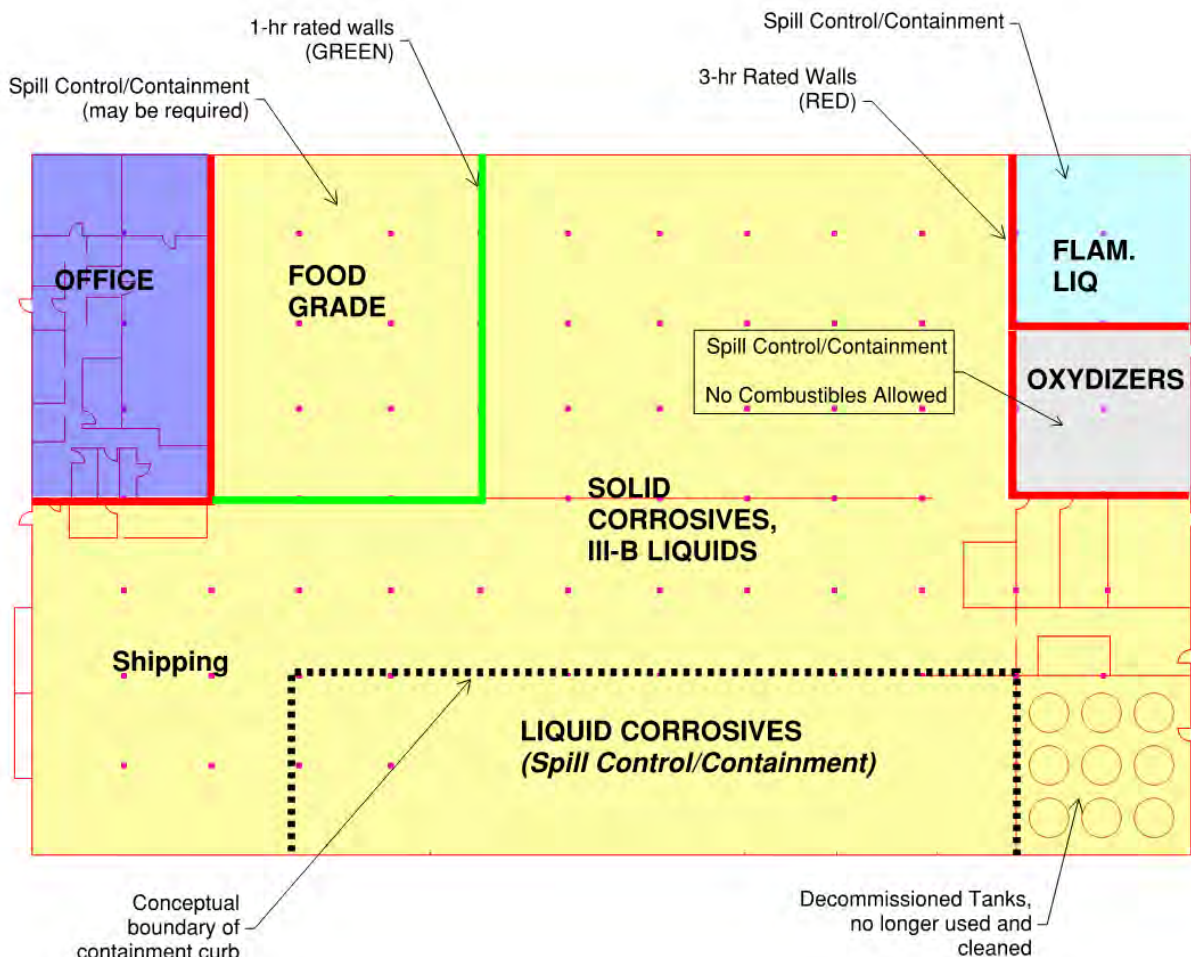 1-hr rated walls
(GREEN)
Spill Control/Containment
Spill Control/Containment
(may be required)
3-hr Rated Walls
(RED)
OFFICE
FOOD
GRADE
FLAM.
LIQ
Spill Control/Containment
No Combustibles Allowed
OXYDIZERS
SOLID
CORROSIVES,
III-B LIQUIDS
Shipping
LIQUID CORROSIVES
(Spill Control/Containment)
Conceptual
boundary of
containment curb
Decommissioned Tanks,
no longer used and
cleaned